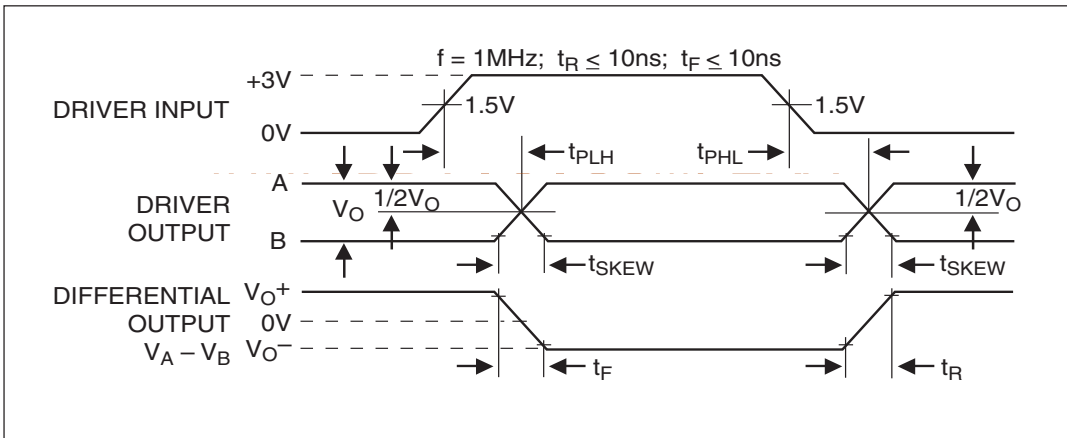 f = 1MHz; tR ≤ 10ns; tF ≤ 10ns
+3V
DRIVER INPUT
1.5V
1.5V
0V
tPLH
tPHL
A
DRIVER
OUTPUT
VO
1/2VO
1/2VO
B
tSKEW
tSKEW
DIFFERENTIAL
OUTPUT
VA – VB
VO+
0V
VO–
tF
tR